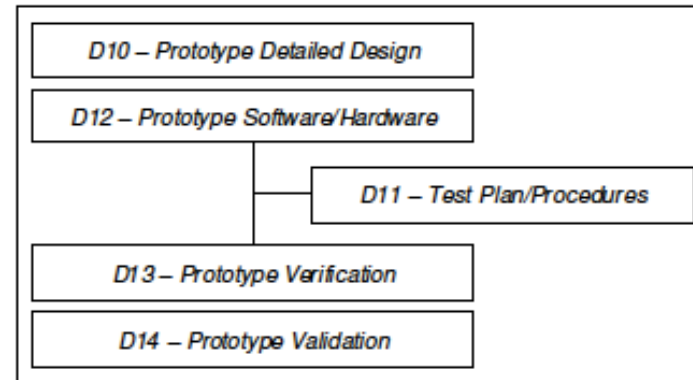 D10 – Prototype Detailed Design
D12 – Prototype Software/Hardware
D11 – Test Plan/Procedures
D13 – Prototype Verification
D14 – Prototype Validation